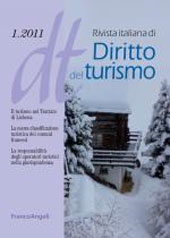 1.2011
dt
Rivista italiana di
Diritto
del turismo
Il turismo nel Trattato
di Lisbona
La nuova classificazione
turistica dei comuni
francesi
La responsabilità
degli operatori turistici
nella giurisprudenza
FrancoAngeli